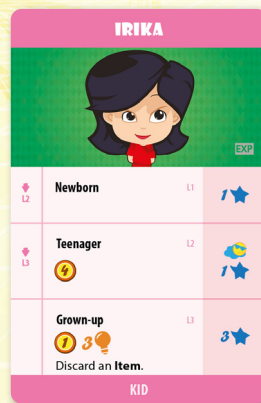 IRIKA
EXP
L2 Newborn L1 1
L3 Teenager L2
4 1
Grown-up L3
1 3 3
Discard an Item.
KID